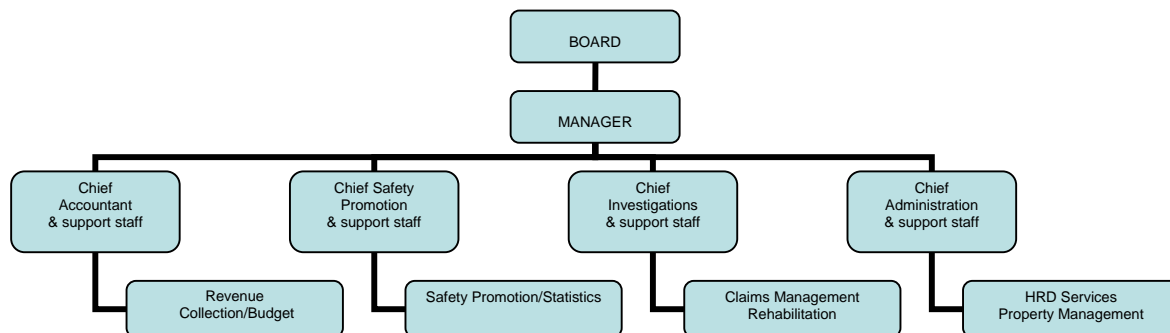 BOARD
MANAGER
Chief
Accountant
& support staff
Chief Safety
Promotion
& support staff
Chief
Investigations
& support staff
Chief
Administration
& support staff
Revenue
Collection/Budget
Safety Promotion/Statistics
Claims Management
Rehabilitation
HRD Services
Property Management